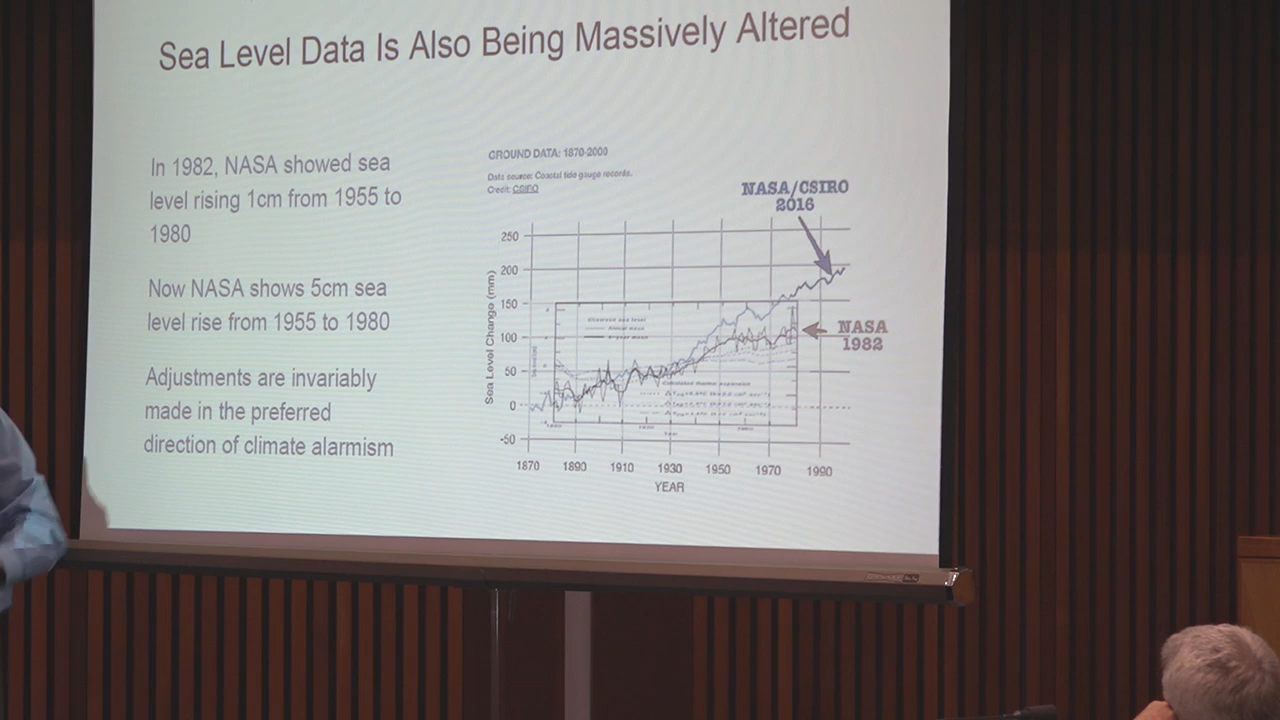 Sea Level Data Is Also Being Massively Altered
In 1982, NASA showed sea
level rising 1cm from 1955 to
1980
Now NASA shows 5cm sea
level rise from 1955 to 1980
Adjustments are invariably
made in the preferred
direction of climate alarmism
GROUND DATA: 1870-2000
Data source: Coastal tide gauge records.
Credit: CSIRO
NASA/CSIRO
2016
NASA
1982
Sea Level Change (mm)
250
200
150
100
50
0
-50
1870 1890 1910 1930 1950 1970 1990
YEAR